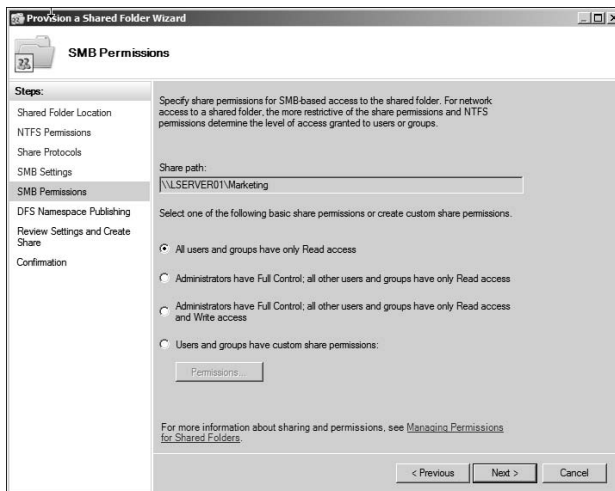 Provision a Shared Folder Wizard
SMB Permissions
Steps:
Shared Folder Location
NTFS Permissions
Share Protocols
SMB Settings
SMB Permissions
DFS Namespace Publishing
Review Settings and Create
Share
Confirmation
Specify share permissions for SMB-based access to the shared folder. For network
access to a shared folder, the more restrictive of the share permissions and NTFS
permissions determine the level of access granted to users or groups.
Share path:
\\LSERVER01\Marketing
Select one of the following basic share permissions or create custom share permissions.
All users and groups have only Read access
Administrators have Full Control; all other users and groups have only Read access
Administrators have Full Control; all other users and groups have only Read access
and Write access
Users and groups have custom share permissions:
Permissions...
For more information about sharing and permissions, see Managing Permissions
for Shared Folders.
< Previous
Next >
Cancel